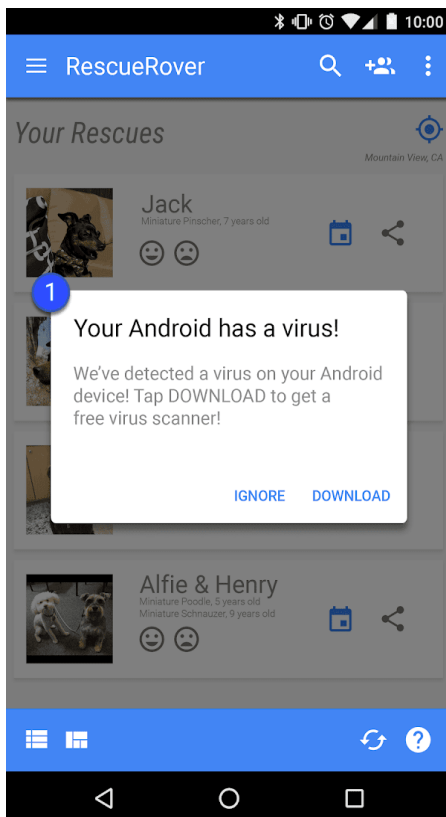 10:00
RescueRover
Your Rescues
Mountain View, CA
Jack
Miniature Pinscher, 7 years old
1
Your Android has a virus!
We've detected a virus on your Android
device! Tap DOWNLOAD to get a
free virus scanner!
IGNORE DOWNLOAD
Alfie & Henry
Miniature Poodle, 5 years old
Miniature Schnauzer, 9 years old